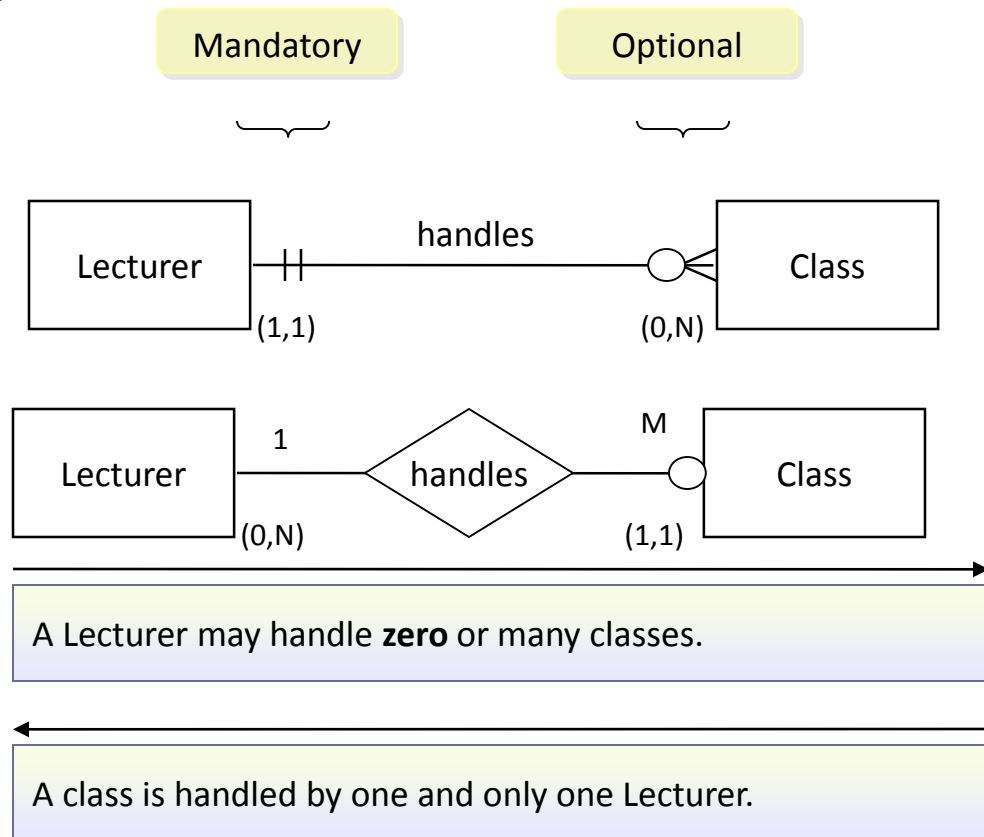 Mandatory Optional
handles
Lecturer Class
(1,1) (0,N)
1 M
Lecturer handles Class
(0,N) (1,1)
A Lecturer may handle zero or many classes.
A class is handled by one and only one Lecturer.